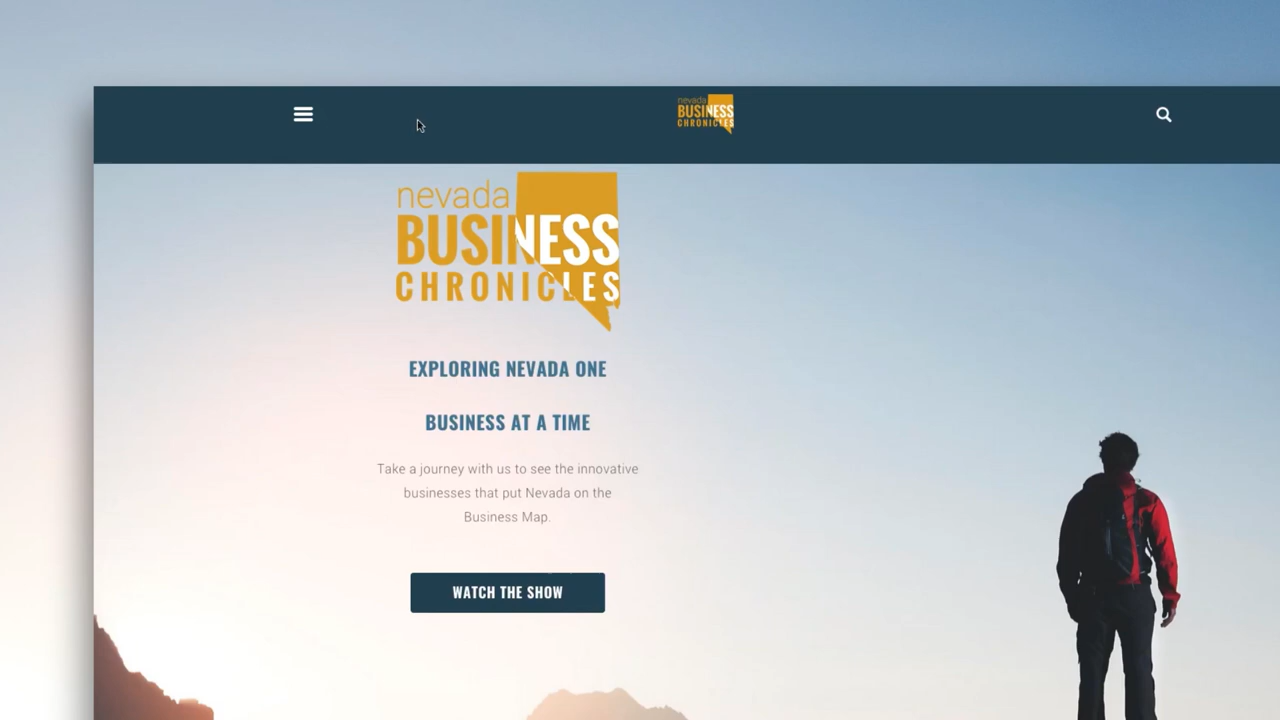 nevada
BUSINESS
CHRONICLES
nevada
BUSINESS
CHRONICLES
EXPLORING NEVADA ONE
BUSINESS AT A TIME
Take a journey with us to see the innovative
businesses that put Nevada on the
Business Map.
WATCH THE SHOW